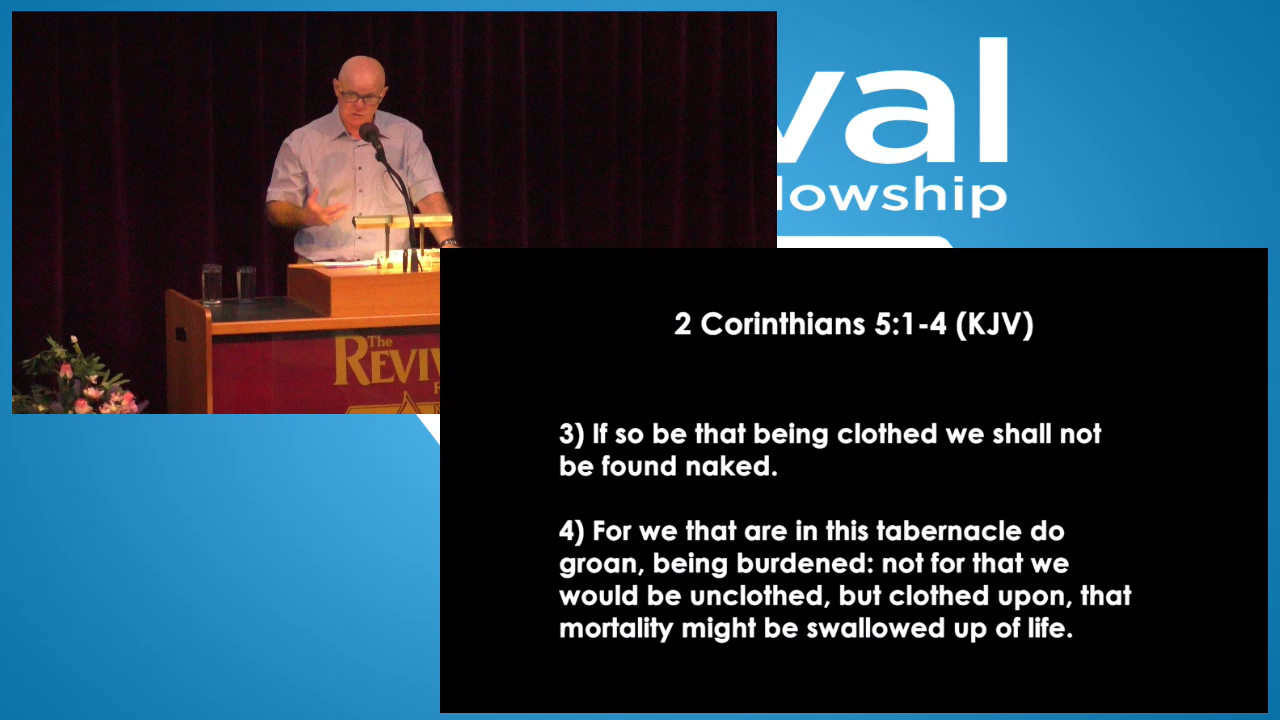 val
lowship
The
REVIV
2 Corinthians 5:1-4 (KJV)
3) If so be that being clothed we shall not
be found naked.
4) For we that are in this tabernacle do
groan, being burdened: not for that we
would be unclothed, but clothed upon, that
mortality might be swallowed up of life.